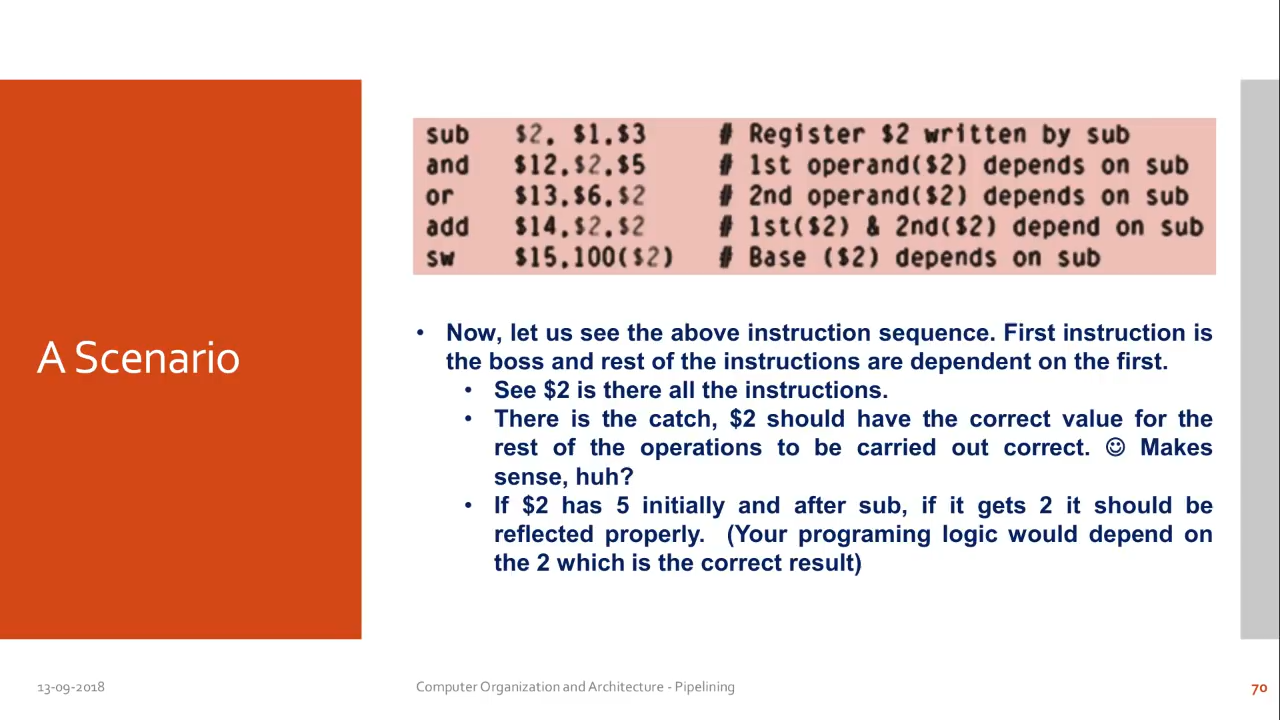 A Scenario
sub $2, $1,$3 # Register $2 written by sub
and $12,$2,$5 # 1st operand($2) depends on sub
or $13,$6,$2 # 2nd operand($2) depends on sub
add $14,$2,$2 # 1st($2) & 2nd($2) depend on sub
sw $15,100($2) # Base ($2) depends on sub
• Now, let us see the above instruction sequence. First instruction is
the boss and rest of the instructions are dependent on the first.
• See $2 is there all the instructions.
• There is the catch, $2 should have the correct value for the
rest of the operations to be carried out correct. ☺ Makes
sense, huh?
• If $2 has 5 initially and after sub, if it gets 2 it should be
reflected properly. (Your programing logic would depend on
the 2 which is the correct result)
13-09-2018
Computer Organization and Architecture - Pipelining
70